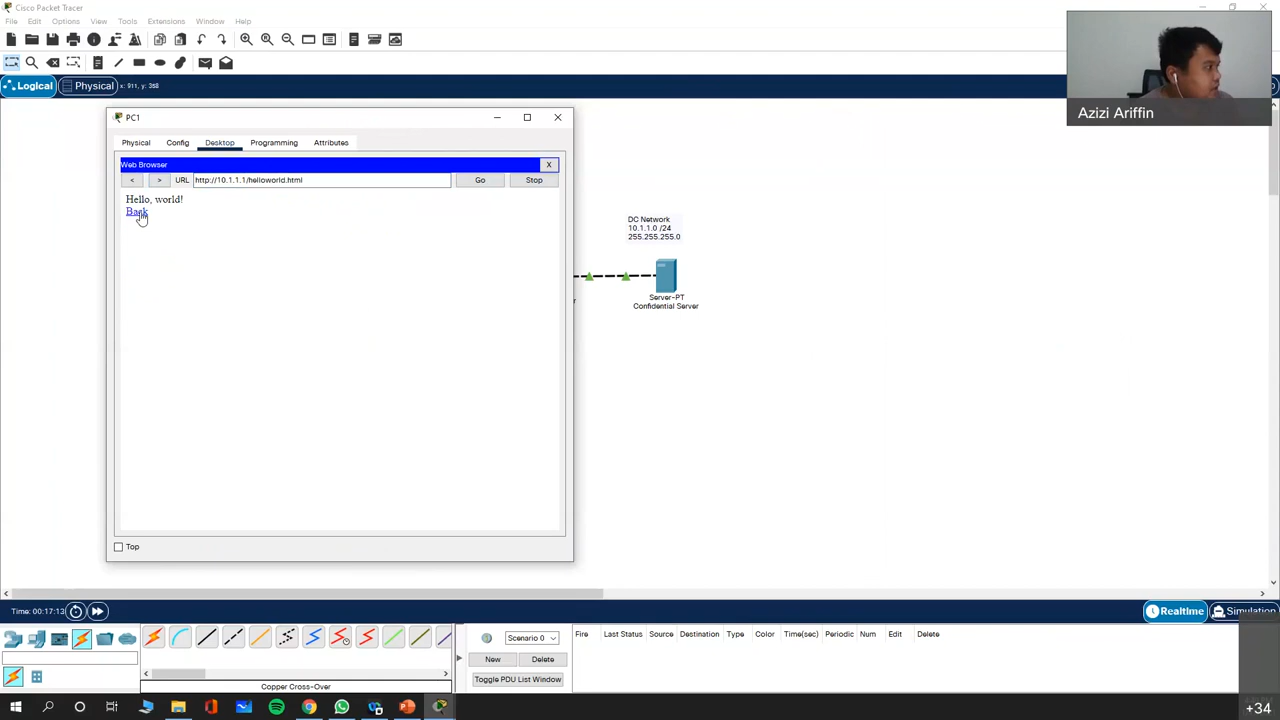 Cisco Packet Tracer
File Edit Options View Tools Extensions Window Help
Logical Physical x: 911, y: 368
Azizi Ariffin
PC1
Physical Config Desktop Programming Attributes
Web Browser X
< > URL http://10.1.1.1/helloworld.html Go Stop
Hello, world!
Back
Top
DC Network
10.1.1.0 /24
255.255.255.0
Server-PT
Confidential Server
Time: 00:17:13
Realtime Simulation
Scenario 0
New Delete
Toggle PDU List Window
Fire Last Status Source Destination Type Color Time(sec) Periodic Num Edit Delete
Copper Cross-Over
+34